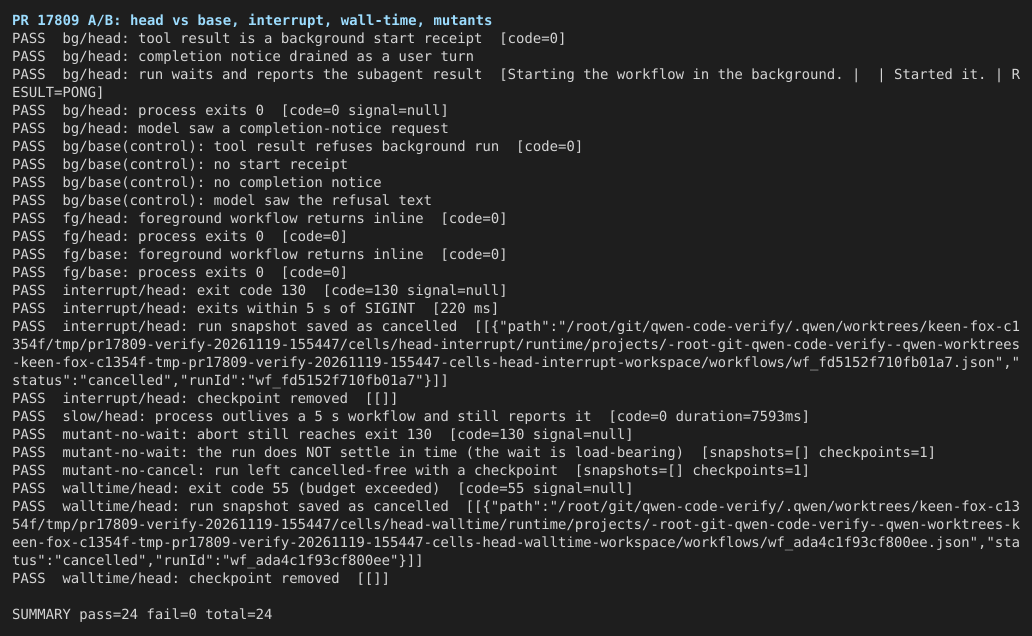 PR 17809 A/B: head vs base, interrupt, wall-time, mutants
PASS  bg/head: tool result is a background start receipt  [code=0]
PASS  bg/head: completion notice drained as a user turn
PASS  bg/head: run waits and reports the subagent result  [Starting the workflow in the background. |  | Started it. | R
ESULT=PONG]
PASS  bg/head: process exits 0  [code=0 signal=null]
PASS  bg/head: model saw a completion-notice request
PASS  bg/base(control): tool result refuses background run  [code=0]
PASS  bg/base(control): no start receipt
PASS  bg/base(control): no completion notice
PASS  bg/base(control): model saw the refusal text
PASS  fg/head: foreground workflow returns inline  [code=0]
PASS  fg/head: process exits 0  [code=0]
PASS  fg/base: foreground workflow returns inline  [code=0]
PASS  fg/base: process exits 0  [code=0]
PASS  interrupt/head: exit code 130  [code=130 signal=null]
PASS  interrupt/head: exits within 5 s of SIGINT  [220 ms]
PASS  interrupt/head: run snapshot saved as cancelled  [[{"path":"/root/git/qwen-code-verify/.qwen/worktrees/keen-fox-c1
354f/tmp/pr17809-verify-20261119-155447/cells/head-interrupt/runtime/projects/-root-git-qwen-code-verify--qwen-worktrees
-keen-fox-c1354f-tmp-pr17809-verify-20261119-155447-cells-head-interrupt-workspace/workflows/wf_fd5152f710fb01a7.json","
status":"cancelled","runId":"wf_fd5152f710fb01a7"}]]
PASS  interrupt/head: checkpoint removed  [[]]
PASS  slow/head: process outlives a 5 s workflow and still reports it  [code=0 duration=7593ms]
PASS  mutant-no-wait: abort still reaches exit 130  [code=130 signal=null]
PASS  mutant-no-wait: the run does NOT settle in time (the wait is load-bearing)  [snapshots=[] checkpoints=1]
PASS  mutant-no-cancel: run left cancelled-free with a checkpoint  [snapshots=[] checkpoints=1]
PASS  walltime/head: exit code 55 (budget exceeded)  [code=55 signal=null]
PASS  walltime/head: run snapshot saved as cancelled  [[{"path":"/root/git/qwen-code-verify/.qwen/worktrees/keen-fox-c13
54f/tmp/pr17809-verify-20261119-155447/cells/head-walltime/runtime/projects/-root-git-qwen-code-verify--qwen-worktrees-k
een-fox-c1354f-tmp-pr17809-verify-20261119-155447-cells-head-walltime-workspace/workflows/wf_ada4c1f93cf800ee.json","sta
tus":"cancelled","runId":"wf_ada4c1f93cf800ee"}]]
PASS  walltime/head: checkpoint removed  [[]]
SUMMARY pass=24 fail=0 total=24